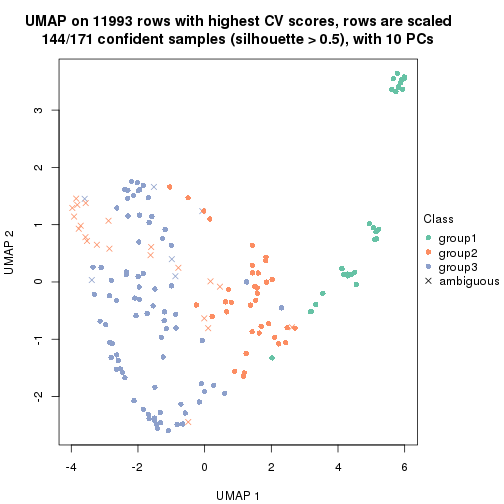 UMAP on 11993 rows with highest CV scores, rows are scaled
144/171 confident samples (silhouette > 0.5), with 10 PCs
3
2
1
0
-1
-2
UMAP 2
-4
-2
0
2
4
6
UMAP 1
Class
group1
group2
group3
ambiguous